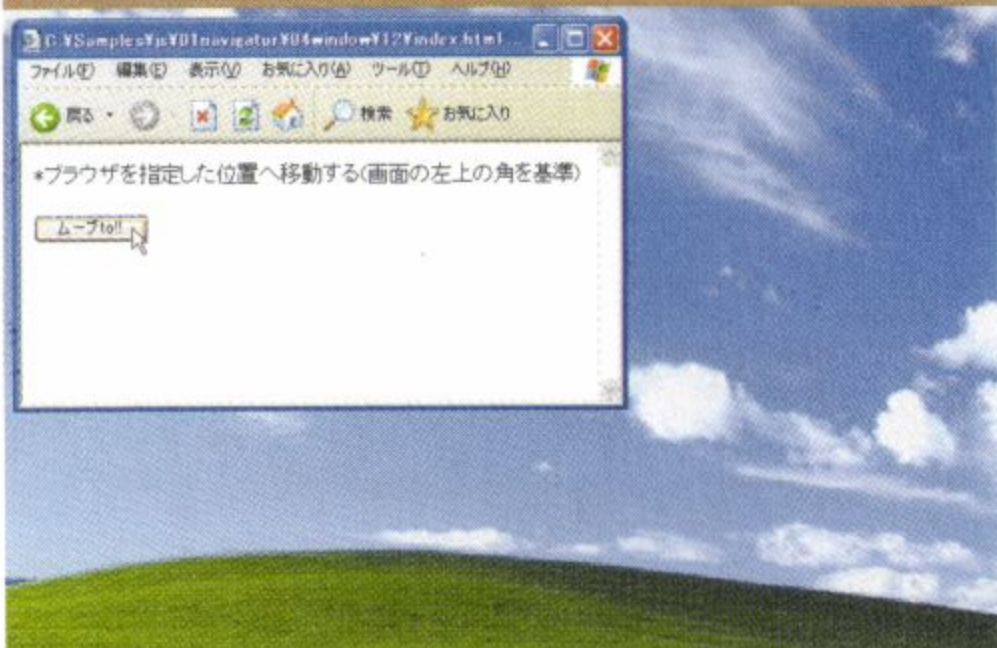 C:¥Samples¥js¥01navigator¥04window¥12¥index.html ...
ファイル(F) 編集(E) 表示(V) お気に入り(A) ツール(T) ヘルプ(H)
戻る 検索 お気に入り
*ブラウザを指定した位置へ移動する(画面の左上の角を基準)
ムーブto!!